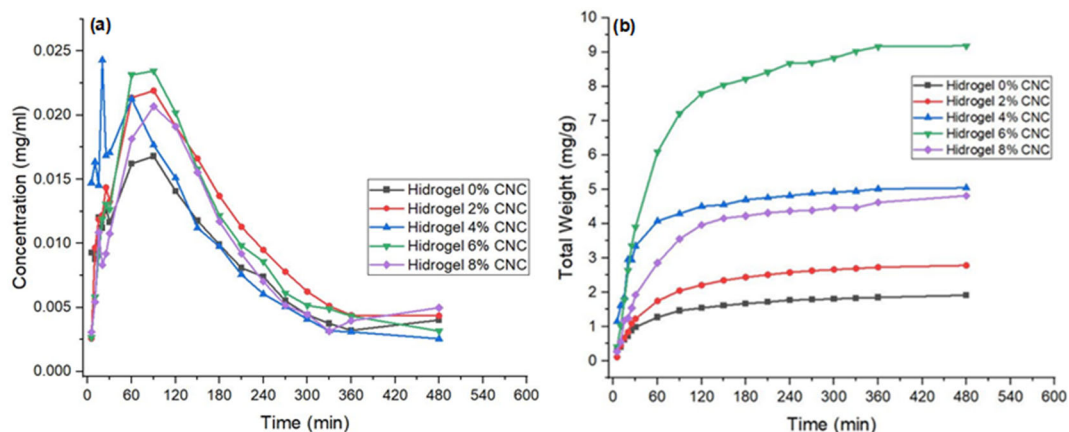 (a)
Concentration (mg/ml)
0.025
0.020
0.015
0.010
0.005
0.000
Hidrogel 0% CNC
Hidrogel 2% CNC
Hidrogel 4% CNC
Hidrogel 6% CNC
Hidrogel 8% CNC
0 60 120 180 240 300 360 420 480 540
Time (min)
(b)
Total Weight (mg/g)
10
9
8
7
6
5
4
3
2
1
0
Hidrogel 0% CNC
Hidrogel 2% CNC
Hidrogel 4% CNC
Hidrogel 6% CNC
Hidrogel 8% CNC
0 60 120 180 240 300 360 420 480 540
Time (min)